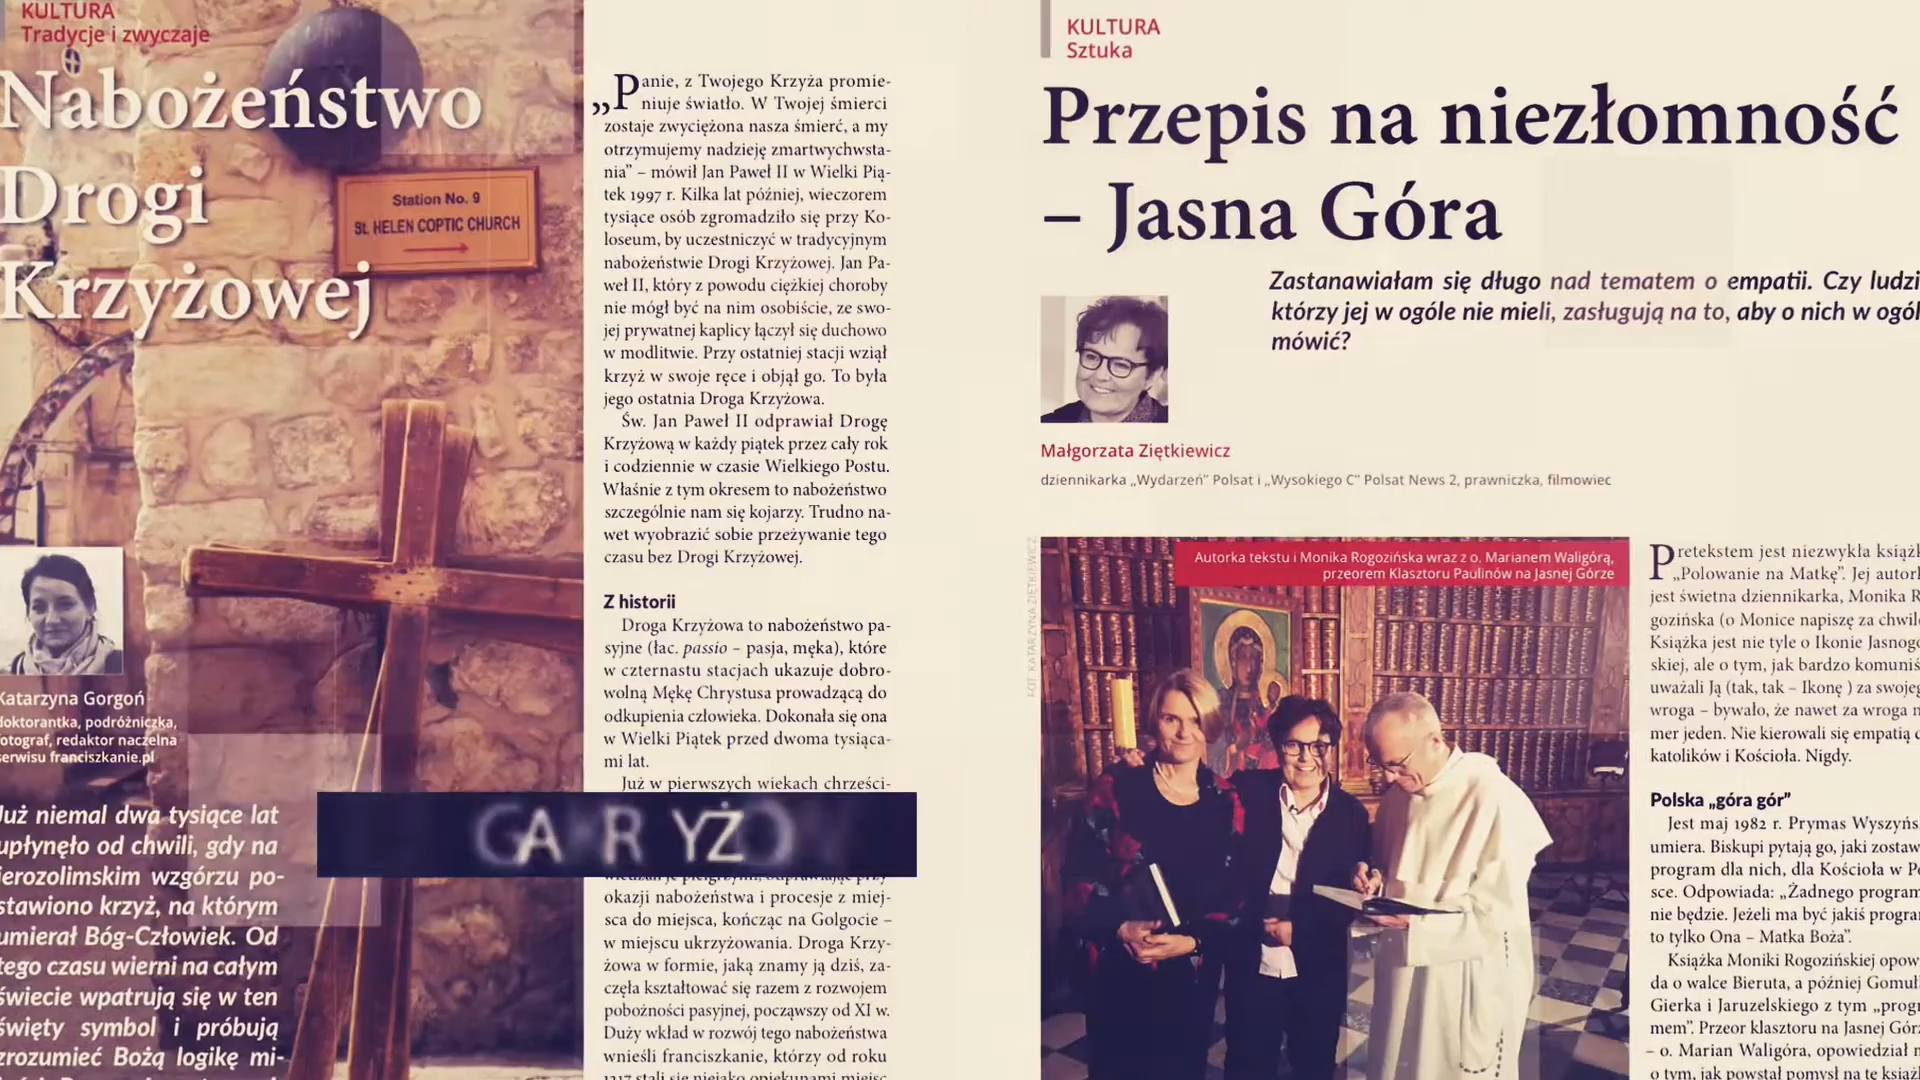 KULTURA
Tradycje i zwyczaje
Nabożeństwo
Drogi
Krzyżowej
Station No. 9
St. HELEN COPTIC CHURCH
Katarzyna Gorgoń
doktorantka, podróżniczka,
fotograf, redaktor naczelna
serwisu franciszkanie.pl
Już niemal dwa tysiące lat
upłynęło od chwili, gdy na
jerozolimskim wzgórzu po-
stawiono krzyż, na którym
umierał Bóg-Człowiek. Od
tego czasu wierni na całym
świecie wpatrują się w ten
święty symbol i próbują
zrozumieć Bożą logikę mi-
„Panie, z Twojego Krzyża promie-
niuje światło. W Twojej śmierci
zostaje zwyciężona nasza śmierć, a my
otrzymujemy nadzieję zmartwychwsta-
nia” – mówił Jan Paweł II w Wielki Pią-
tek 1997 r. Kilka lat później, wieczorem
tysiące osób zgromadziło się przy Ko-
loseum, by uczestniczyć w tradycyjnym
nabożeństwie Drogi Krzyżowej. Jan Pa-
weł II, który z powodu ciężkiej choroby
nie mógł być na nim osobiście, ze swo-
jej prywatnej kaplicy łączył się duchowo
w modlitwie. Przy ostatniej stacji wziął
krzyż w swoje ręce i objął go. To była
jego ostatnia Droga Krzyżowa.
Św. Jan Paweł II odprawiał Drogę
Krzyżową w każdy piątek przez cały rok
i codziennie w czasie Wielkiego Postu.
Właśnie z tym okresem to nabożeństwo
szczególnie nam się kojarzy. Trudno na-
wet wyobrazić sobie przeżywanie tego
czasu bez Drogi Krzyżowej.
Z historii
Droga Krzyżowa to nabożeństwo pa-
syjne (łac. passio – pasja, męka), które
w czternastu stacjach ukazuje dobro-
wolną Mękę Chrystusa prowadzącą do
odkupienia człowieka. Dokonała się ona
w Wielki Piątek przed dwoma tysiąca-
mi lat.
Już w pierwszych wiekach chrześci-
okazji nabożeństwa i procesje z miej-
sca do miejsca, kończąc na Golgocie –
w miejscu ukrzyżowania. Droga Krzy-
żowa w formie, jaką znamy ją dziś, za-
częła kształtować się razem z rozwojem
pobożności pasyjnej, począwszy od XI w.
Duży wkład w rozwój tego nabożeństwa
wnieśli franciszkanie, którzy od roku
1217 stali się niejako opiekunami miejsc
KULTURA
Sztuka
Przepis na niezłomność
– Jasna Góra
Zastanawiałam się długo nad tematem o empatii. Czy ludzi
którzy jej w ogóle nie mieli, zasługują na to, aby o nich w ogól
mówić?
Małgorzata Ziętkiewicz
dziennikarka „Wydarzeń” Polsat i „Wysokiego C” Polsat News 2, prawniczka, filmowiec
FOT. KATARZYNA ZIĘTKIEWICZ
Autorka tekstu i Monika Rogozińska wraz z o. Marianem Waligórą,
przeorem Klasztoru Paulinów na Jasnej Górze
Pretekstem jest niezwykła książk
„Polowanie na Matkę”. Jej autork
jest świetna dziennikarka, Monika R
gozińska (o Monice napiszę za chwil
Książka jest nie tyle o Ikonie Jasnogó
skiej, ale o tym, jak bardzo komuniś
uważali Ją (tak, tak – Ikonę ) za swojeg
wroga – bywało, że nawet za wroga n
mer jeden. Nie kierowali się empatią d
katolików i Kościoła. Nigdy.
Polska „góra gór”
Jest maj 1982 r. Prymas Wyszyńs
umiera. Biskupi pytają go, jaki zostaw
program dla nich, dla Kościoła w Po
sce. Odpowiada: „Żadnego program
nie będzie. Jeżeli ma być jakiś progra
to tylko Ona – Matka Boża”.
Książka Moniki Rogozińskiej opow
da o walce Bieruta, a później Gomuł
Gierka i Jaruzelskiego z tym „progr
mem”. Przeor klasztoru na Jasnej Górz
– o. Marian Waligóra, opowiedział n
o tym, jak powstał pomysł na tę książ